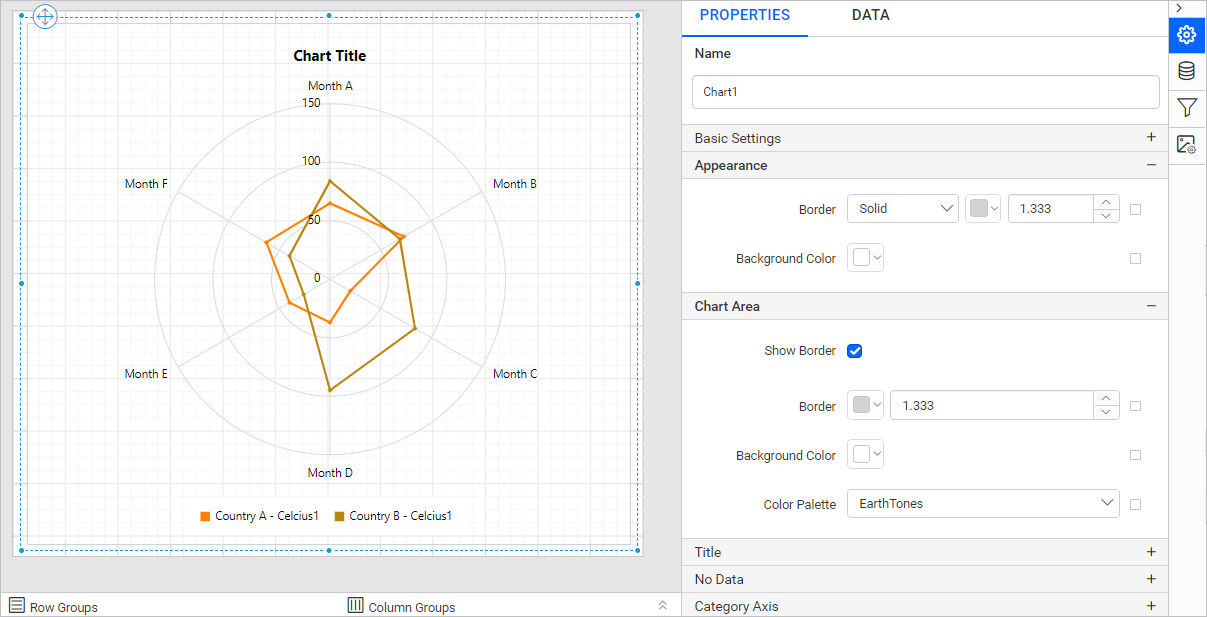 PROPERTIES DATA
Name
Chart1
Basic Settings
Appearance
Border Solid 1.333
Background Color
Chart Area
Show Border
Border 1.333
Background Color
Color Palette EarthTones
Title
No Data
Category Axis
Chart Title
Month A
150
100
Month F Month B
50
0
Month E Month C
Month D
Country A - Celcius1 Country B - Celcius1
Row Groups Column Groups